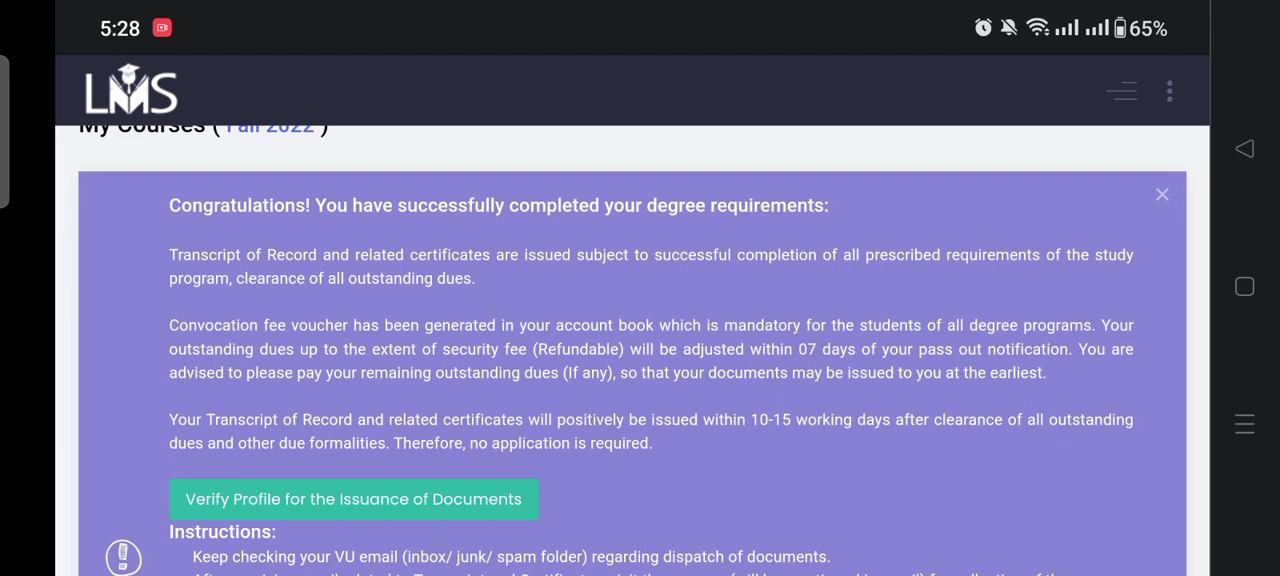 5:28
65%
LMS
My Courses ( Fall 2022 )
Congratulations! You have successfully completed your degree requirements:
Transcript of Record and related certificates are issued subject to successful completion of all prescribed requirements of the study
program, clearance of all outstanding dues.
Convocation fee voucher has been generated in your account book which is mandatory for the students of all degree programs. Your
outstanding dues up to the extent of security fee (Refundable) will be adjusted within 07 days of your pass out notification. You are
advised to please pay your remaining outstanding dues (If any), so that your documents may be issued to you at the earliest.
Your Transcript of Record and related certificates will positively be issued within 10-15 working days after clearance of all outstanding
dues and other due formalities. Therefore, no application is required.
Verify Profile for the Issuance of Documents
Instructions:
Keep checking your VU email (inbox/ junk/ spam folder) regarding dispatch of documents.